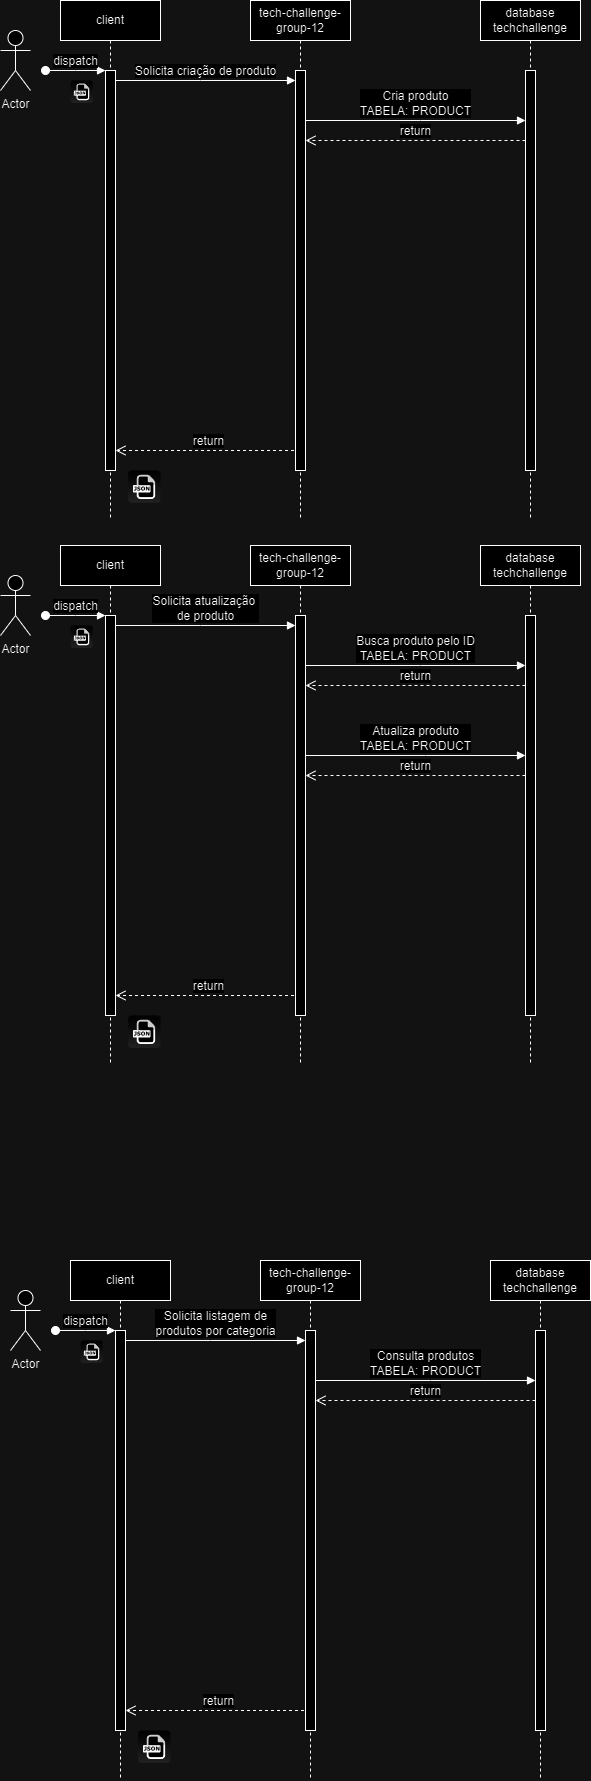 client
tech-challenge-
group-12
database
techchallenge
dispatch
JSON
Actor
Solicita criação de produto
Cria produto
TABELA: PRODUCT
return
return
JSON
client
tech-challenge-
group-12
database
techchallenge
dispatch
JSON
Actor
Solicita atualização
de produto
Busca produto pelo ID
TABELA: PRODUCT
return
Atualiza produto
TABELA: PRODUCT
return
return
JSON
client
tech-challenge-
group-12
database
techchallenge
dispatch
JSON
Actor
Solicita listagem de
produtos por categoria
Consulta produtos
TABELA: PRODUCT
return
return
JSON